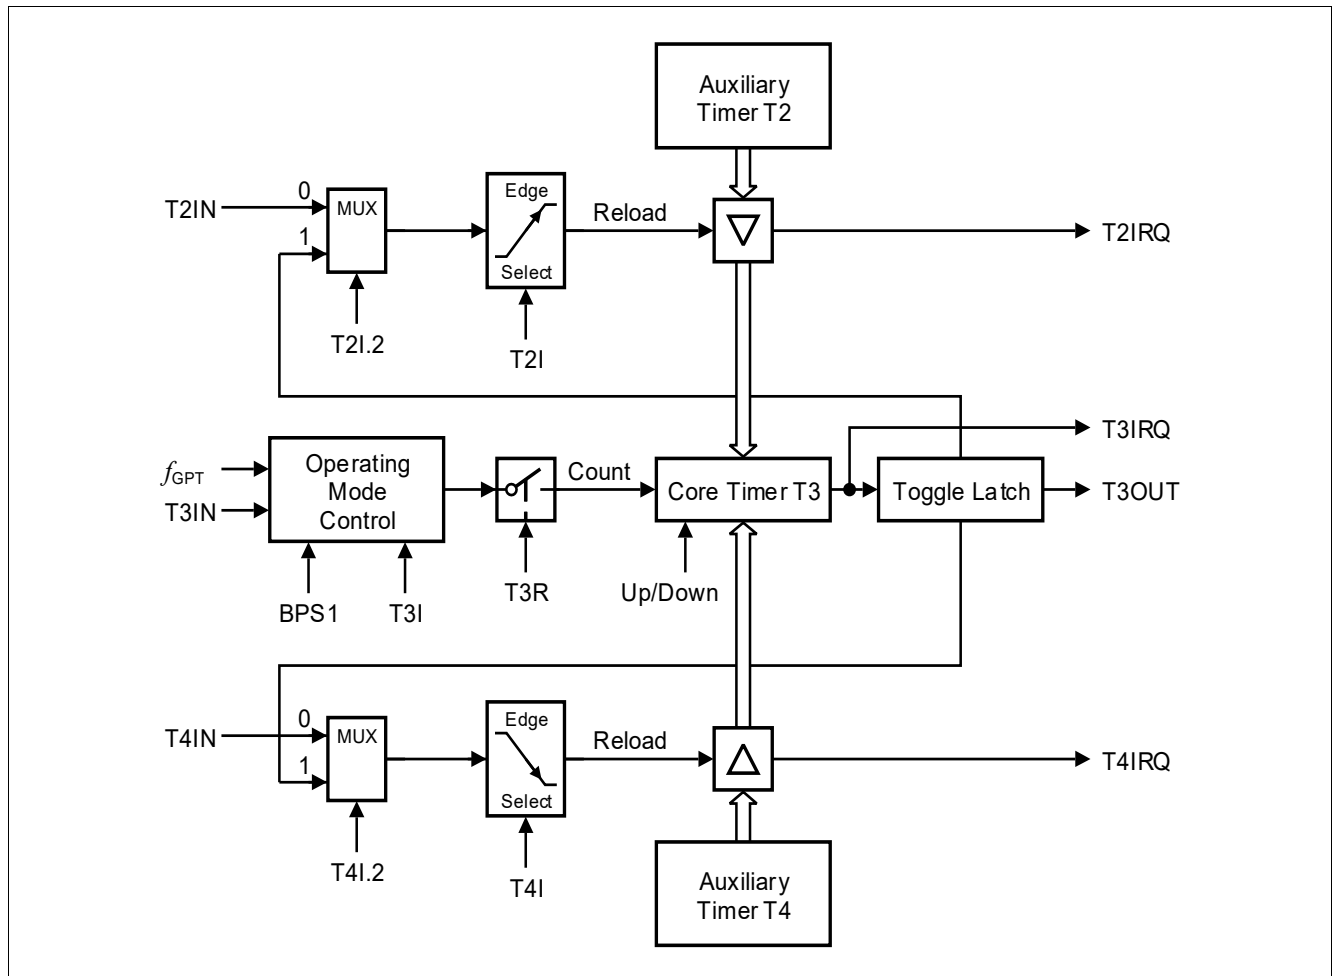 Auxiliary
Timer T2
T2IN
0
1
MUX
T2I.2
Edge
Select
T2I
Reload
T2IRQ
T3IRQ
fGPT
T3IN
Operating
Mode
Control
BPS1
T3I
T3R
Count
Core Timer T3
Up/Down
Toggle Latch
T3OUT
T4IN
0
1
MUX
T4I.2
Edge
Select
T4I
Reload
T4IRQ
Auxiliary
Timer T4